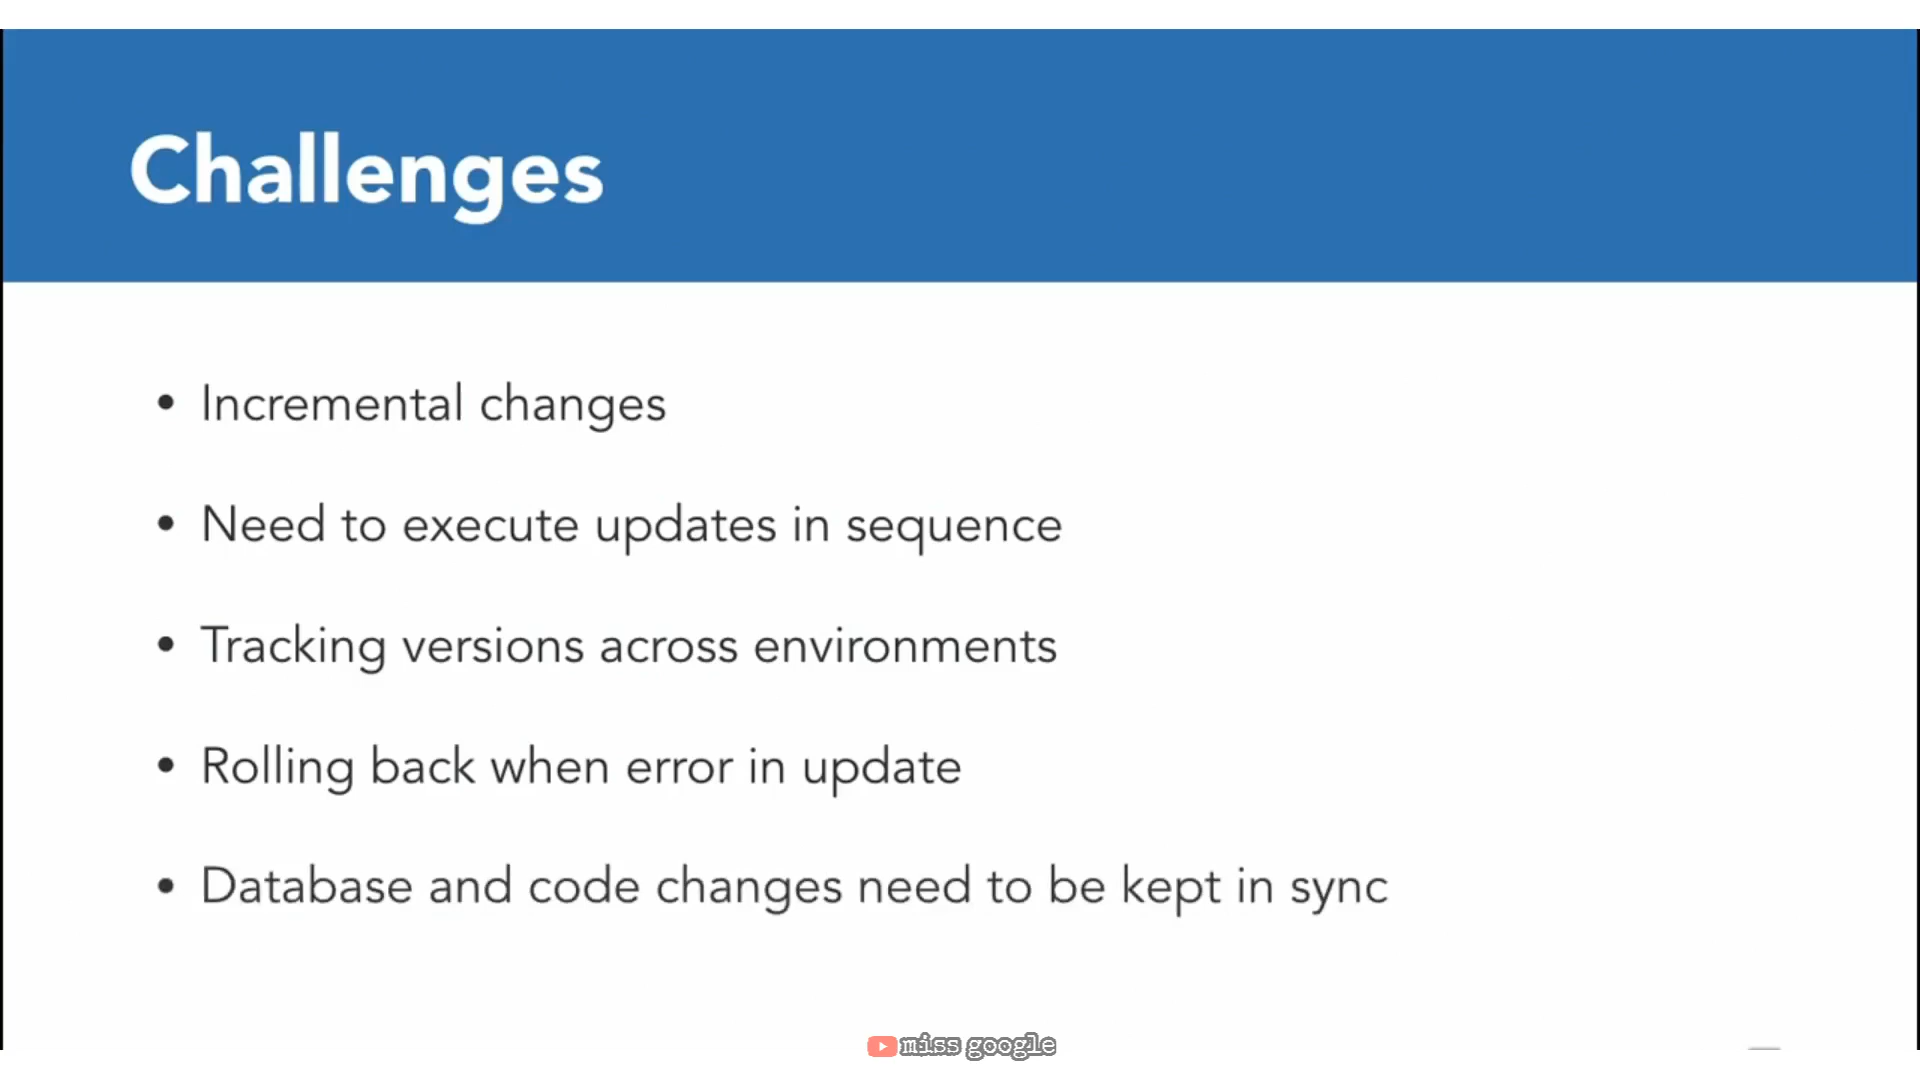 Challenges
• Incremental changes
• Need to execute updates in sequence
• Tracking versions across environments
• Rolling back when error in update
• Database and code changes need to be kept in sync
miss google